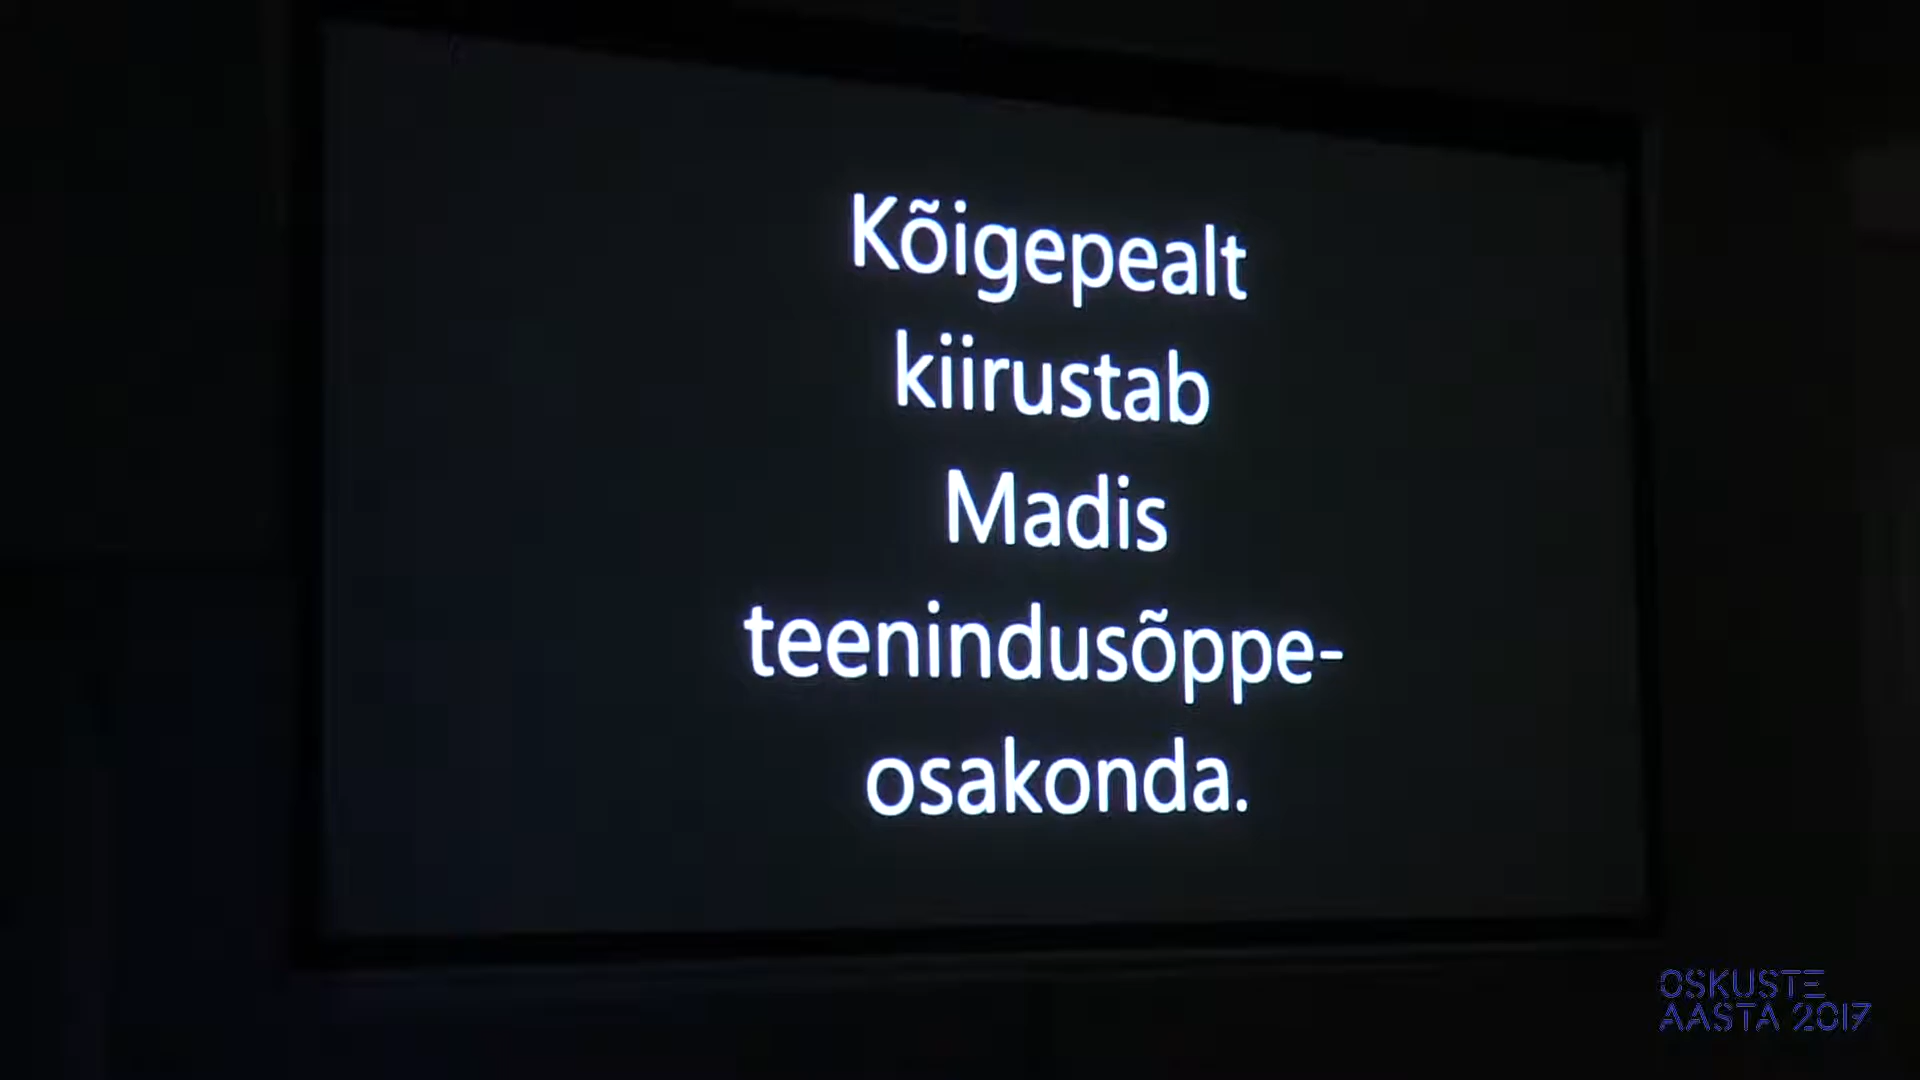 Kõigepealt
kiirustab
Madis
teenindusõppe-
osakonda.
OSKUSTE
AASTA 2017